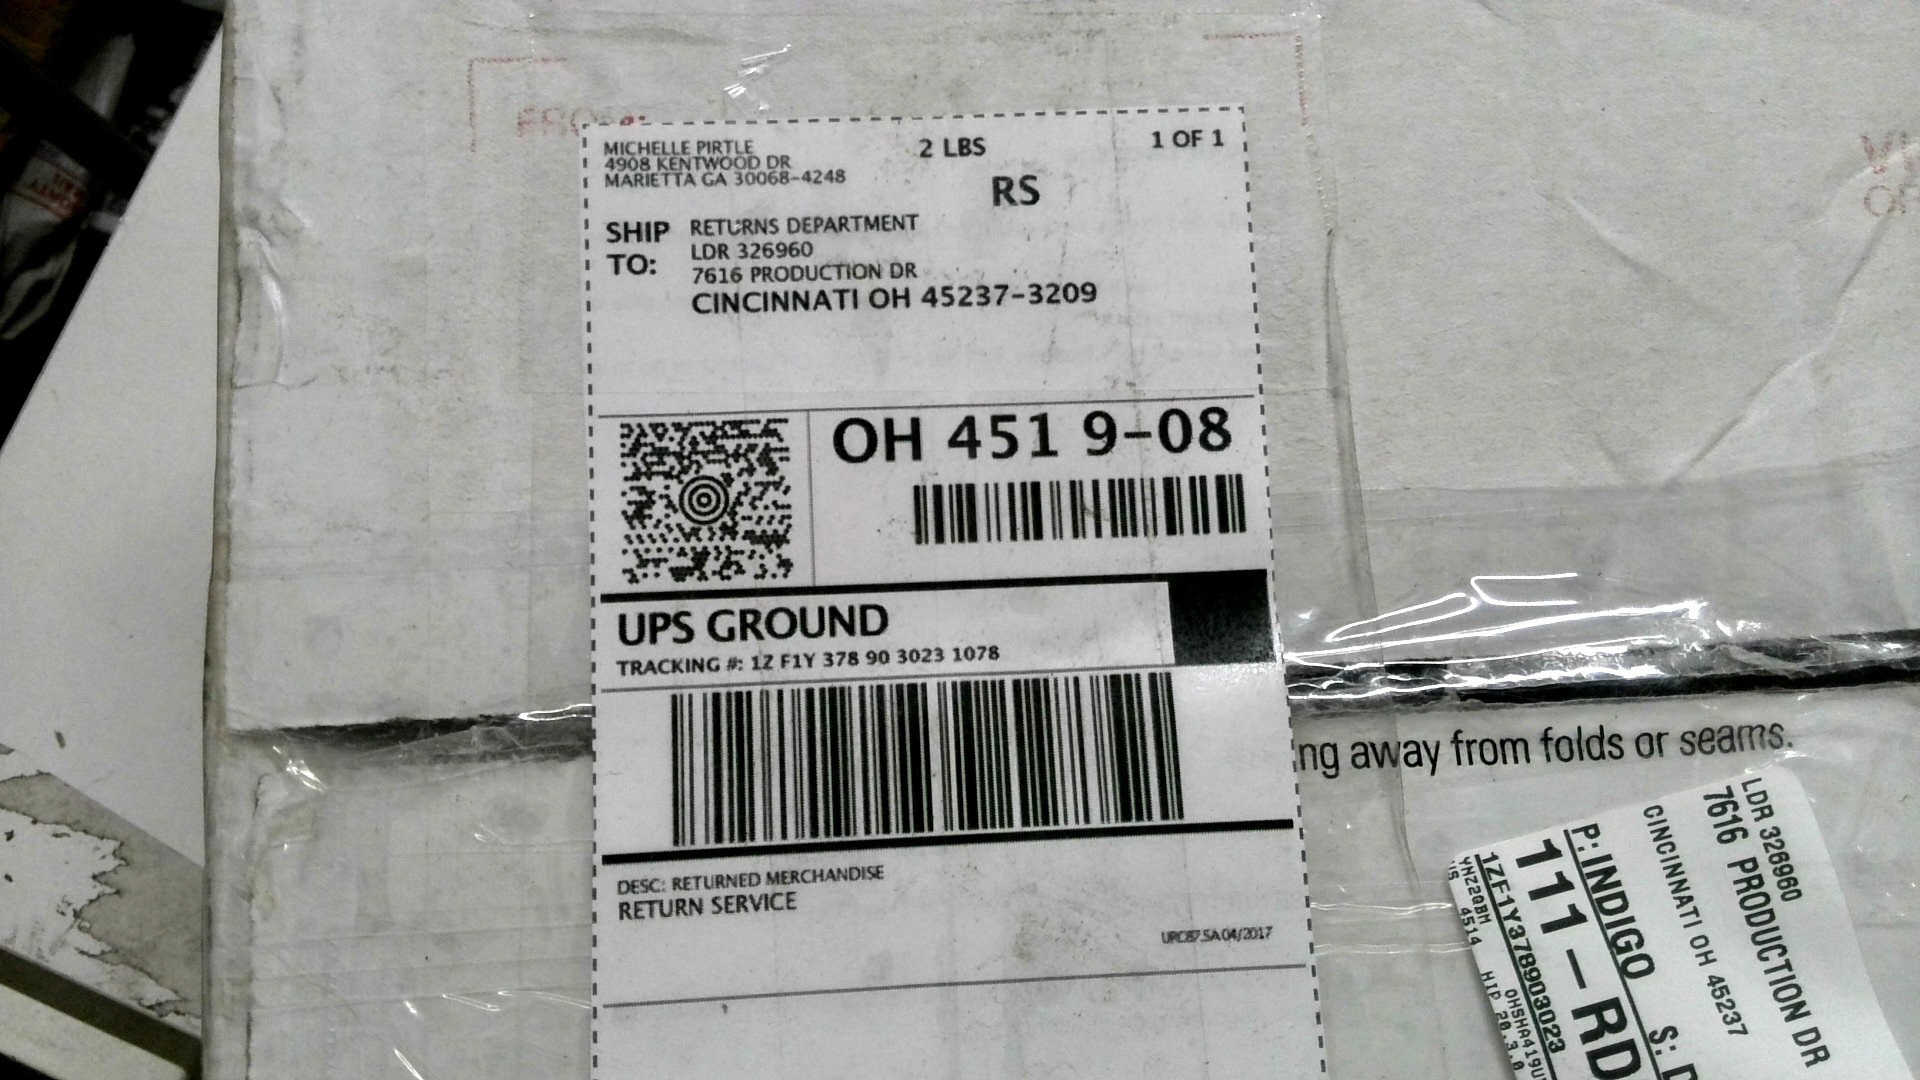 FROM:
MICHELLE PIRTLE
4908 KENTWOOD DR
MARIETTA GA 30068-4248
2 LBS
1 OF 1
RS
SHIP TO:
RETURNS DEPARTMENT
LDR 326960
7616 PRODUCTION DR
CINCINNATI OH 45237-3209
OH 451 9-08
UPS GROUND
TRACKING #: 1Z F1Y 378 90 3023 1078
DESC: RETURNED MERCHANDISE
RETURN SERVICE
ng away from folds or seams.
LDR 326960
7616 PRODUCTION DR
CINCINNATI OH 45237
P: INDIGO S:
111-RD
1ZF1Y378903023